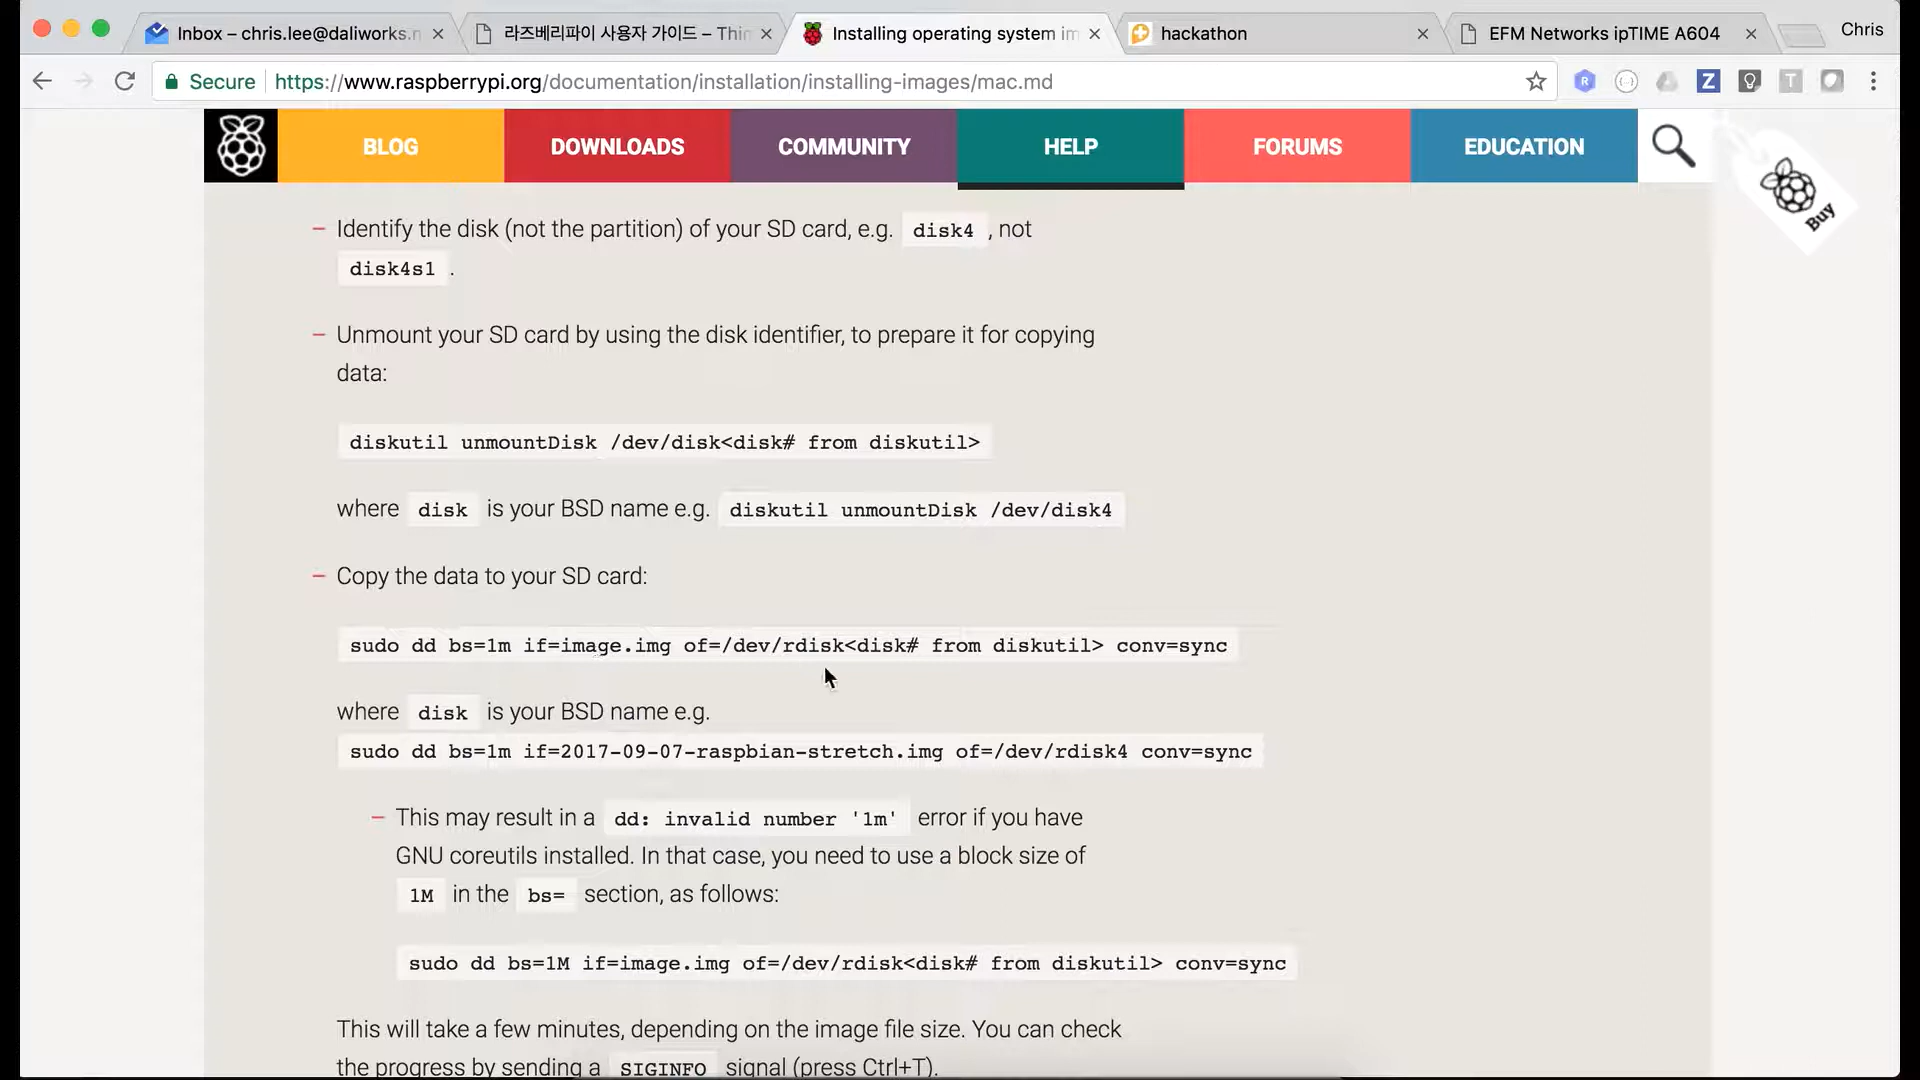 Inbox – chris.lee@daliworks.n
라즈베리파이 사용자 가이드 – Thin
Installing operating system im
hackathon
EFM Networks ipTIME A604
Chris
Secure https://www.raspberrypi.org/documentation/installation/installing-images/mac.md
BLOG DOWNLOADS COMMUNITY HELP FORUMS EDUCATION
Buy
– Identify the disk (not the partition) of your SD card, e.g. disk4 , not
disk4s1 .
– Unmount your SD card by using the disk identifier, to prepare it for copying
data:
diskutil unmountDisk /dev/disk<disk# from diskutil>
where disk is your BSD name e.g. diskutil unmountDisk /dev/disk4
– Copy the data to your SD card:
sudo dd bs=1m if=image.img of=/dev/rdisk<disk# from diskutil> conv=sync
where disk is your BSD name e.g.
sudo dd bs=1m if=2017-09-07-raspbian-stretch.img of=/dev/rdisk4 conv=sync
– This may result in a dd: invalid number '1m' error if you have
GNU coreutils installed. In that case, you need to use a block size of
1M in the bs= section, as follows:
sudo dd bs=1M if=image.img of=/dev/rdisk<disk# from diskutil> conv=sync
This will take a few minutes, depending on the image file size. You can check
the progress by sending a SIGINFO signal (press Ctrl+T).